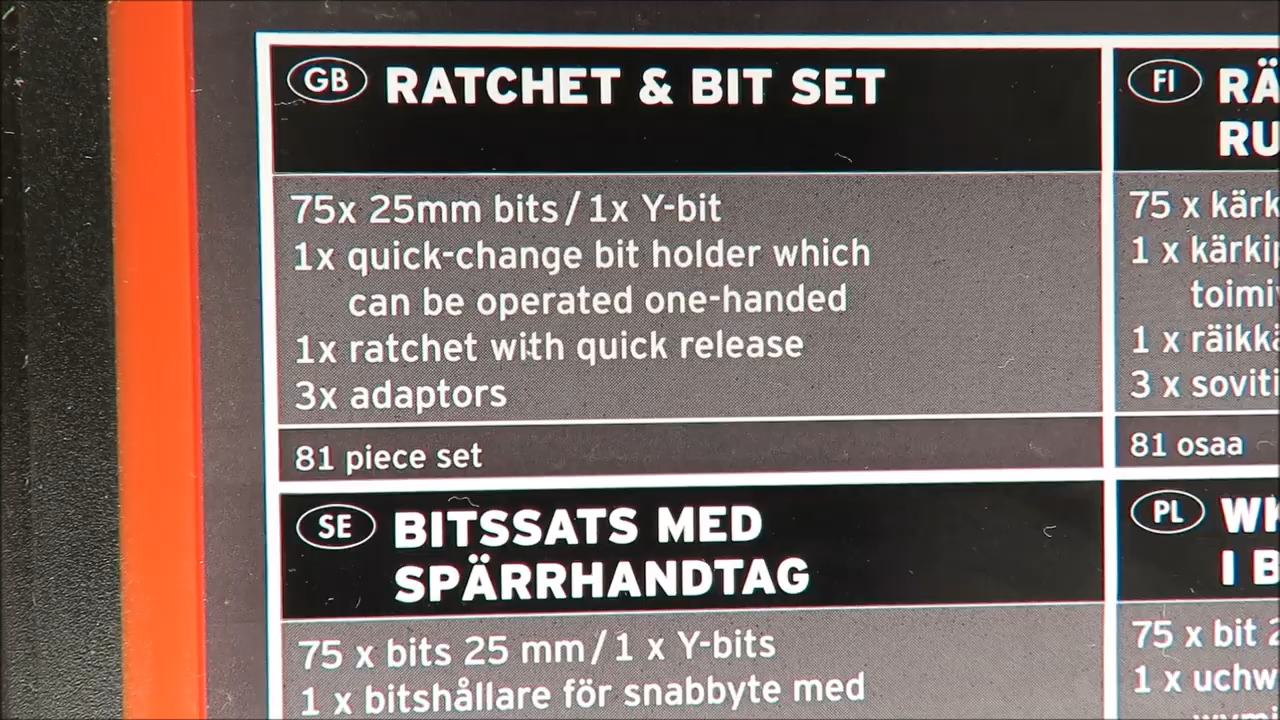 GB RATCHET & BIT SET
75x 25mm bits / 1x Y-bit
1x quick-change bit holder which
can be operated one-handed
1x ratchet with quick release
3x adaptors
81 piece set
FI
75 x
1 x
1 x
3 x
81 osaa
SE BITSSATS MED
SPÄRRHANDTAG
75 x bits 25 mm / 1 x Y-bits
1 x bitshållare för snabbyte med
PL
I
75 x bit
1 x